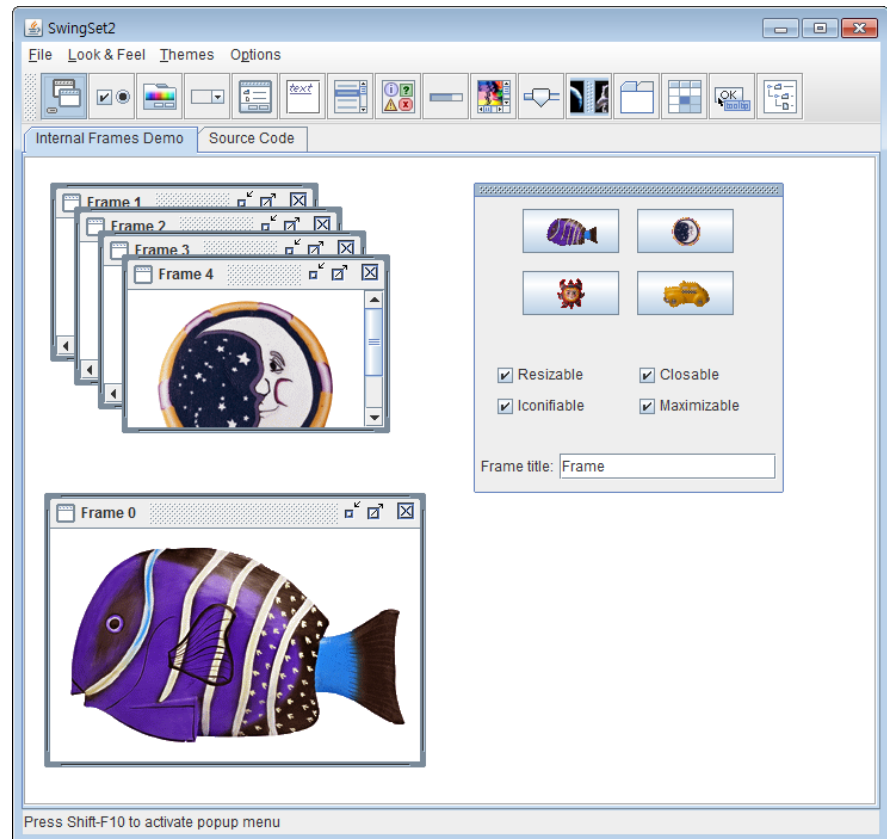 SwingSet2
File Look & Feel Themes Options
text
OK
tooltip
Internal Frames Demo Source Code
Frame 1
Frame 2
Frame 3
Frame 4
Resizable Closable
Iconifiable Maximizable
Frame title: Frame
Frame 0
Press Shift-F10 to activate popup menu